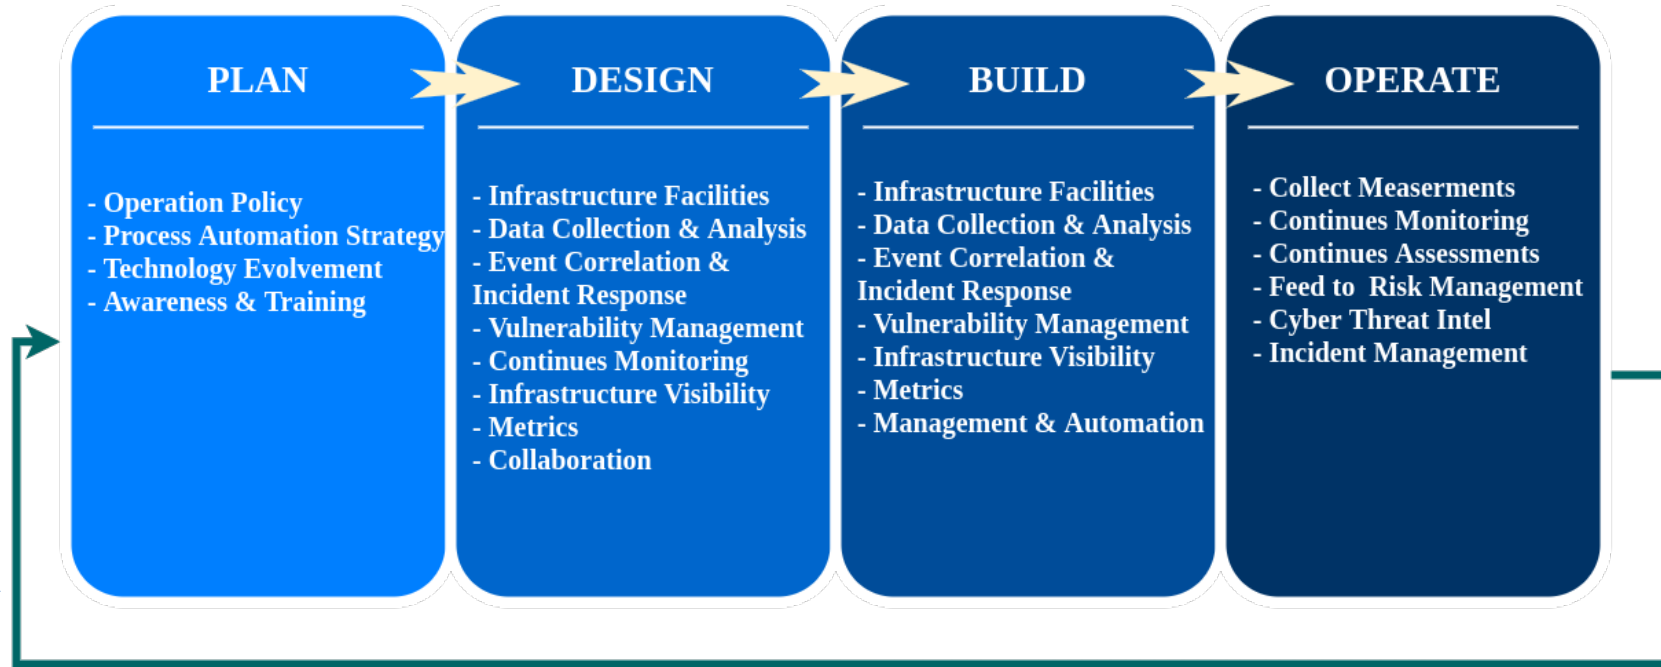 PLAN
- Operation Policy
- Process Automation Strategy
- Technology Evolvement
- Awareness & Training
DESIGN
- Infrastructure Facilities
- Data Collection & Analysis
- Event Correlation &
Incident Response
- Vulnerability Management
- Continues Monitoring
- Infrastructure Visibility
- Metrics
- Collaboration
BUILD
- Infrastructure Facilities
- Data Collection & Analysis
- Event Correlation &
Incident Response
- Vulnerability Management
- Infrastructure Visibility
- Metrics
- Management & Automation
OPERATE
- Collect Measerments
- Continues Monitoring
- Continues Assessments
- Feed to  Risk Management
- Cyber Threat Intel
- Incident Management